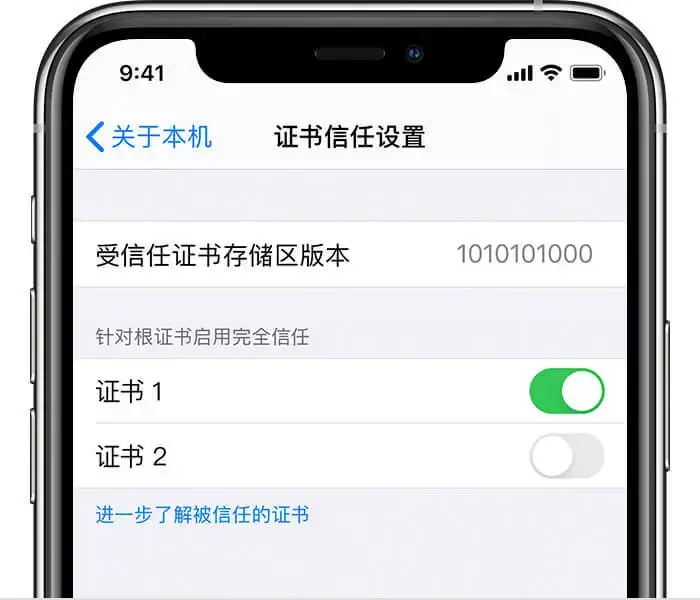 9:41
关于本机 证书信任设置
受信任证书存储区版本 1010101000
针对根证书启用完全信任
证书 1
证书 2
进一步了解被信任的证书